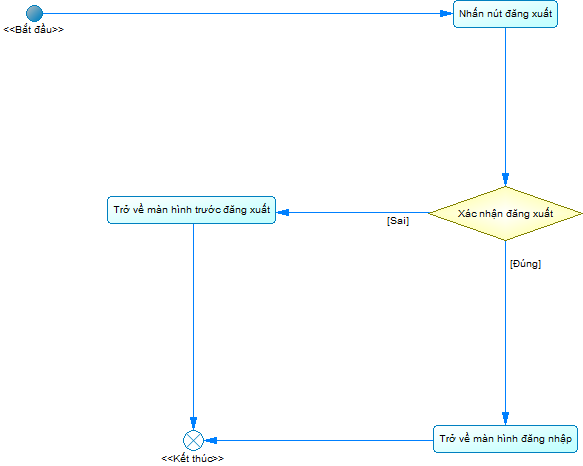 Nhấn nút đăng xuất
<<Bắt đầu>>
Trở về màn hình trước đăng xuất
Xác nhận đăng xuất
[Sai]
[Đúng]
Trở về màn hình đăng nhập
<<Kết thúc>>